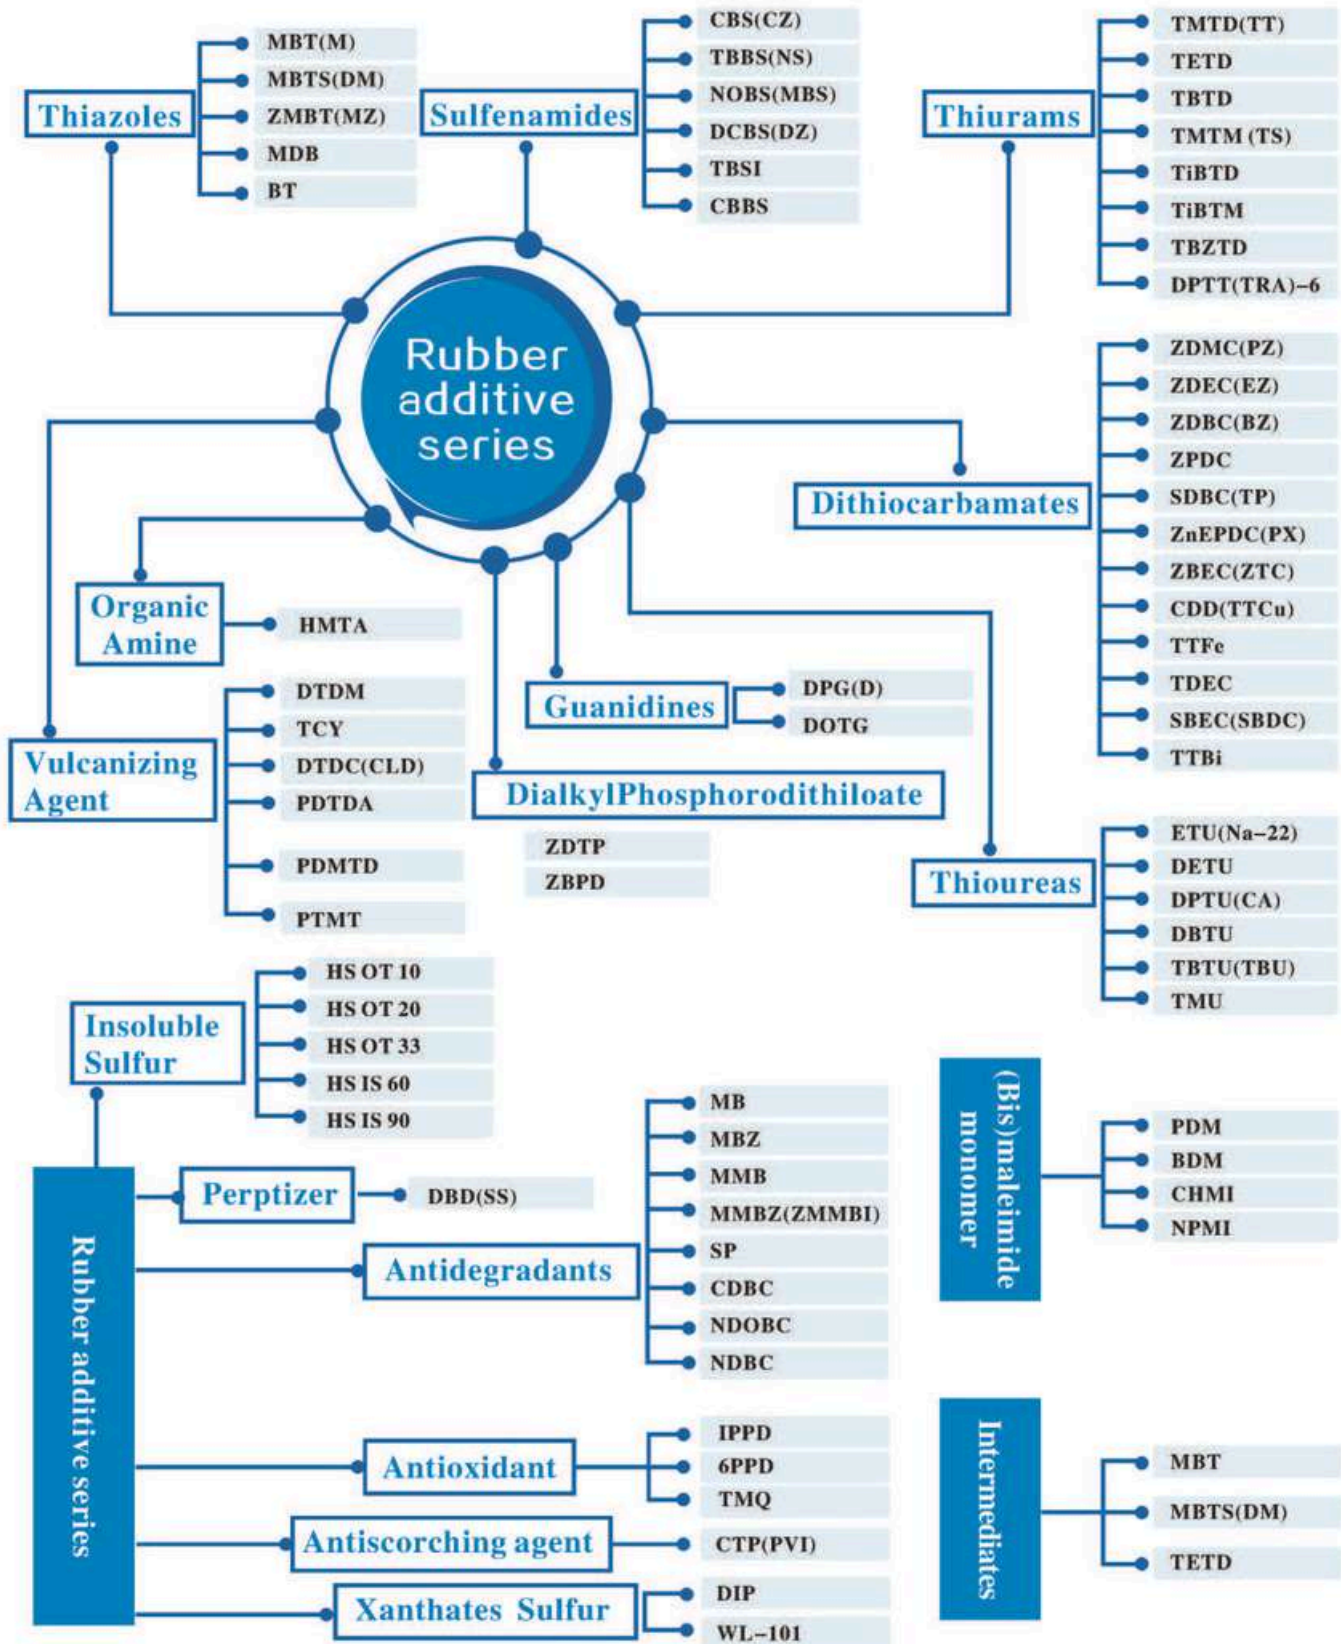 Thiazoles
MBT(M)
MBTS(DM)
ZMBT(MZ)
MDB
BT
Sulfenamides
CBS(CZ)
TBBS(NS)
NOBS(MBS)
DCBS(DZ)
TBSI
CBBS
Thiurams
TMTD(TT)
TETD
TBTD
TMTM (TS)
TiBTD
TiBTM
TBZTD
DPTT(TRA)-6
Rubber
additive
series
Dithiocarbamates
ZDMC(PZ)
ZDEC(EZ)
ZDBC(BZ)
ZPDC
SDBC(TP)
ZnEPDC(PX)
ZBEC(ZTC)
CDD(TTCu)
TTFe
TDEC
SBEC(SBDC)
TTBi
Organic
Amine
HMTA
Guanidines
DPG(D)
DOTG
Vulcanizing
Agent
DTDM
TCY
DTDC(CLD)
PDTDA
PDMTD
PTMT
DialkylPhosphorodithiloate
ZDTP
ZBPD
Thioureas
ETU(Na-22)
DETU
DPTU(CA)
DBTU
TBTU(TBU)
TMU
Insoluble
Sulfur
HS OT 10
HS OT 20
HS OT 33
HS IS 60
HS IS 90
Rubber additive series
Perptizer
DBD(SS)
Antidegradants
MB
MBZ
MMB
MMBZ(ZMMBI)
SP
CDBC
NDOBC
NDBC
Antioxidant
IPPD
6PPD
TMQ
Antiscorching agent
CTP(PVI)
Xanthates Sulfur
DIP
WL-101
(Bis)maleimide
monomer
PDM
BDM
CHMI
NPMI
Intermediates
MBT
MBTS(DM)
TETD